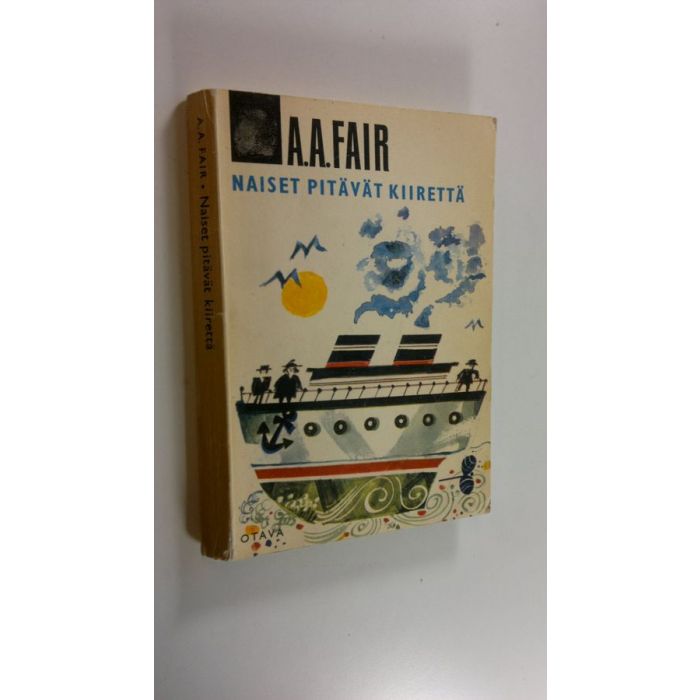 A.A.FAIR
NAISET PITÄVÄT KIIRETTÄ
OTAVA
A. A. FAIR • Naiset pitävät kiirettä